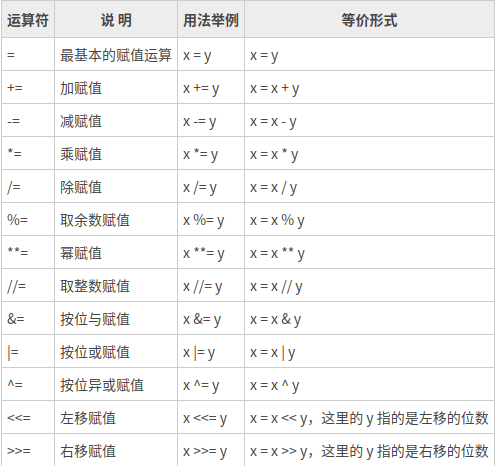 运算符 说 明 用法举例 等价形式
= 最基本的赋值运算 x = y x = y
+= 加赋值 x += y x = x + y
-= 减赋值 x -= y x = x - y
*= 乘赋值 x *= y x = x * y
/= 除赋值 x /= y x = x / y
%= 取余数赋值 x %= y x = x % y
**= 幂赋值 x **= y x = x ** y
//= 取整数赋值 x //= y x = x // y
&= 按位与赋值 x &= y x = x & y
|= 按位或赋值 x |= y x = x | y
^= 按位异或赋值 x ^= y x = x ^ y
<<= 左移赋值 x <<= y x = x << y，这里的 y 指的是左移的位数
>>= 右移赋值 x >>= y x = x >> y，这里的 y 指的是右移的位数